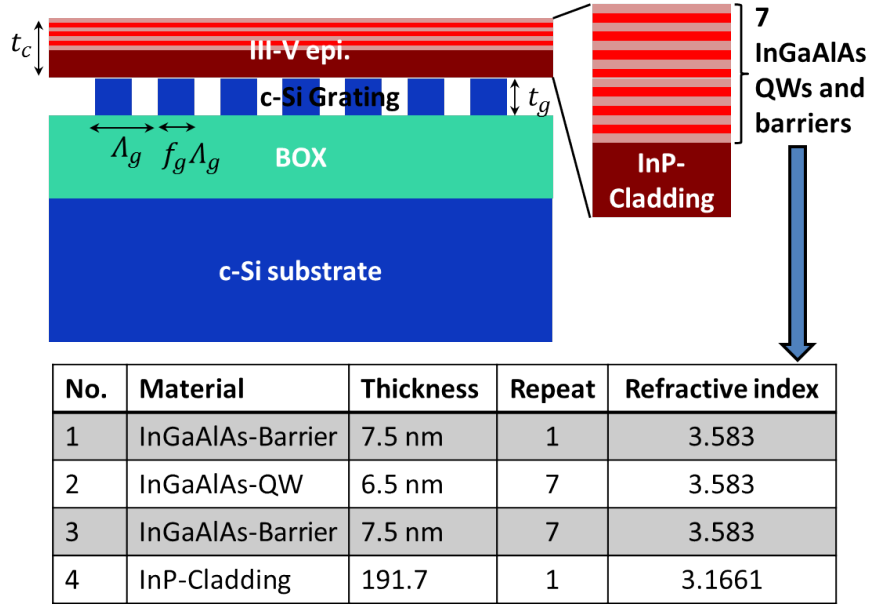 t_c
III-V epi.
c-Si Grating
t_g
Λ_g
f_g Λ_g
BOX
c-Si substrate
InP-
Cladding
7
InGaAlAs
QWs and
barriers
No. Material Thickness Repeat Refractive index
1 InGaAlAs-Barrier 7.5 nm 1 3.583
2 InGaAlAs-QW 6.5 nm 7 3.583
3 InGaAlAs-Barrier 7.5 nm 7 3.583
4 InP-Cladding 191.7 1 3.1661